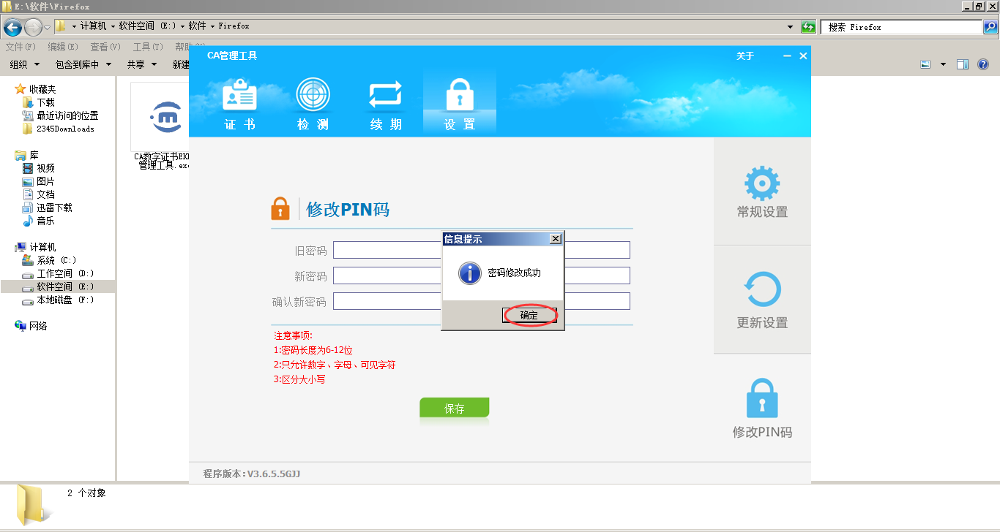 E:\软件\Firefox
计算机 软件空间 (E:) 软件 Firefox
搜索 Firefox
文件(F) 编辑(E) 查看(V) 工具(T)
组织 包含到库中 共享 新建
收藏夹
下载
最近访问的位置
2345Downloads
库
视频
图片
文档
迅雷下载
音乐
计算机
系统 (C:)
工作空间 (D:)
软件空间 (E:)
本地磁盘 (F:)
网络
CA数字证书EK
管理工具.ex
CA管理工具
关于
证书 检测 续期 设置
修改PIN码
旧密码
新密码
确认新密码
信息提示
密码修改成功
确定
注意事项:
1:密码长度为6-12位
2:只允许数字、字母、可见字符
3:区分大小写
保存
常规设置
更新设置
修改PIN码
程序版本:V3.6.5.5GJJ
2 个对象